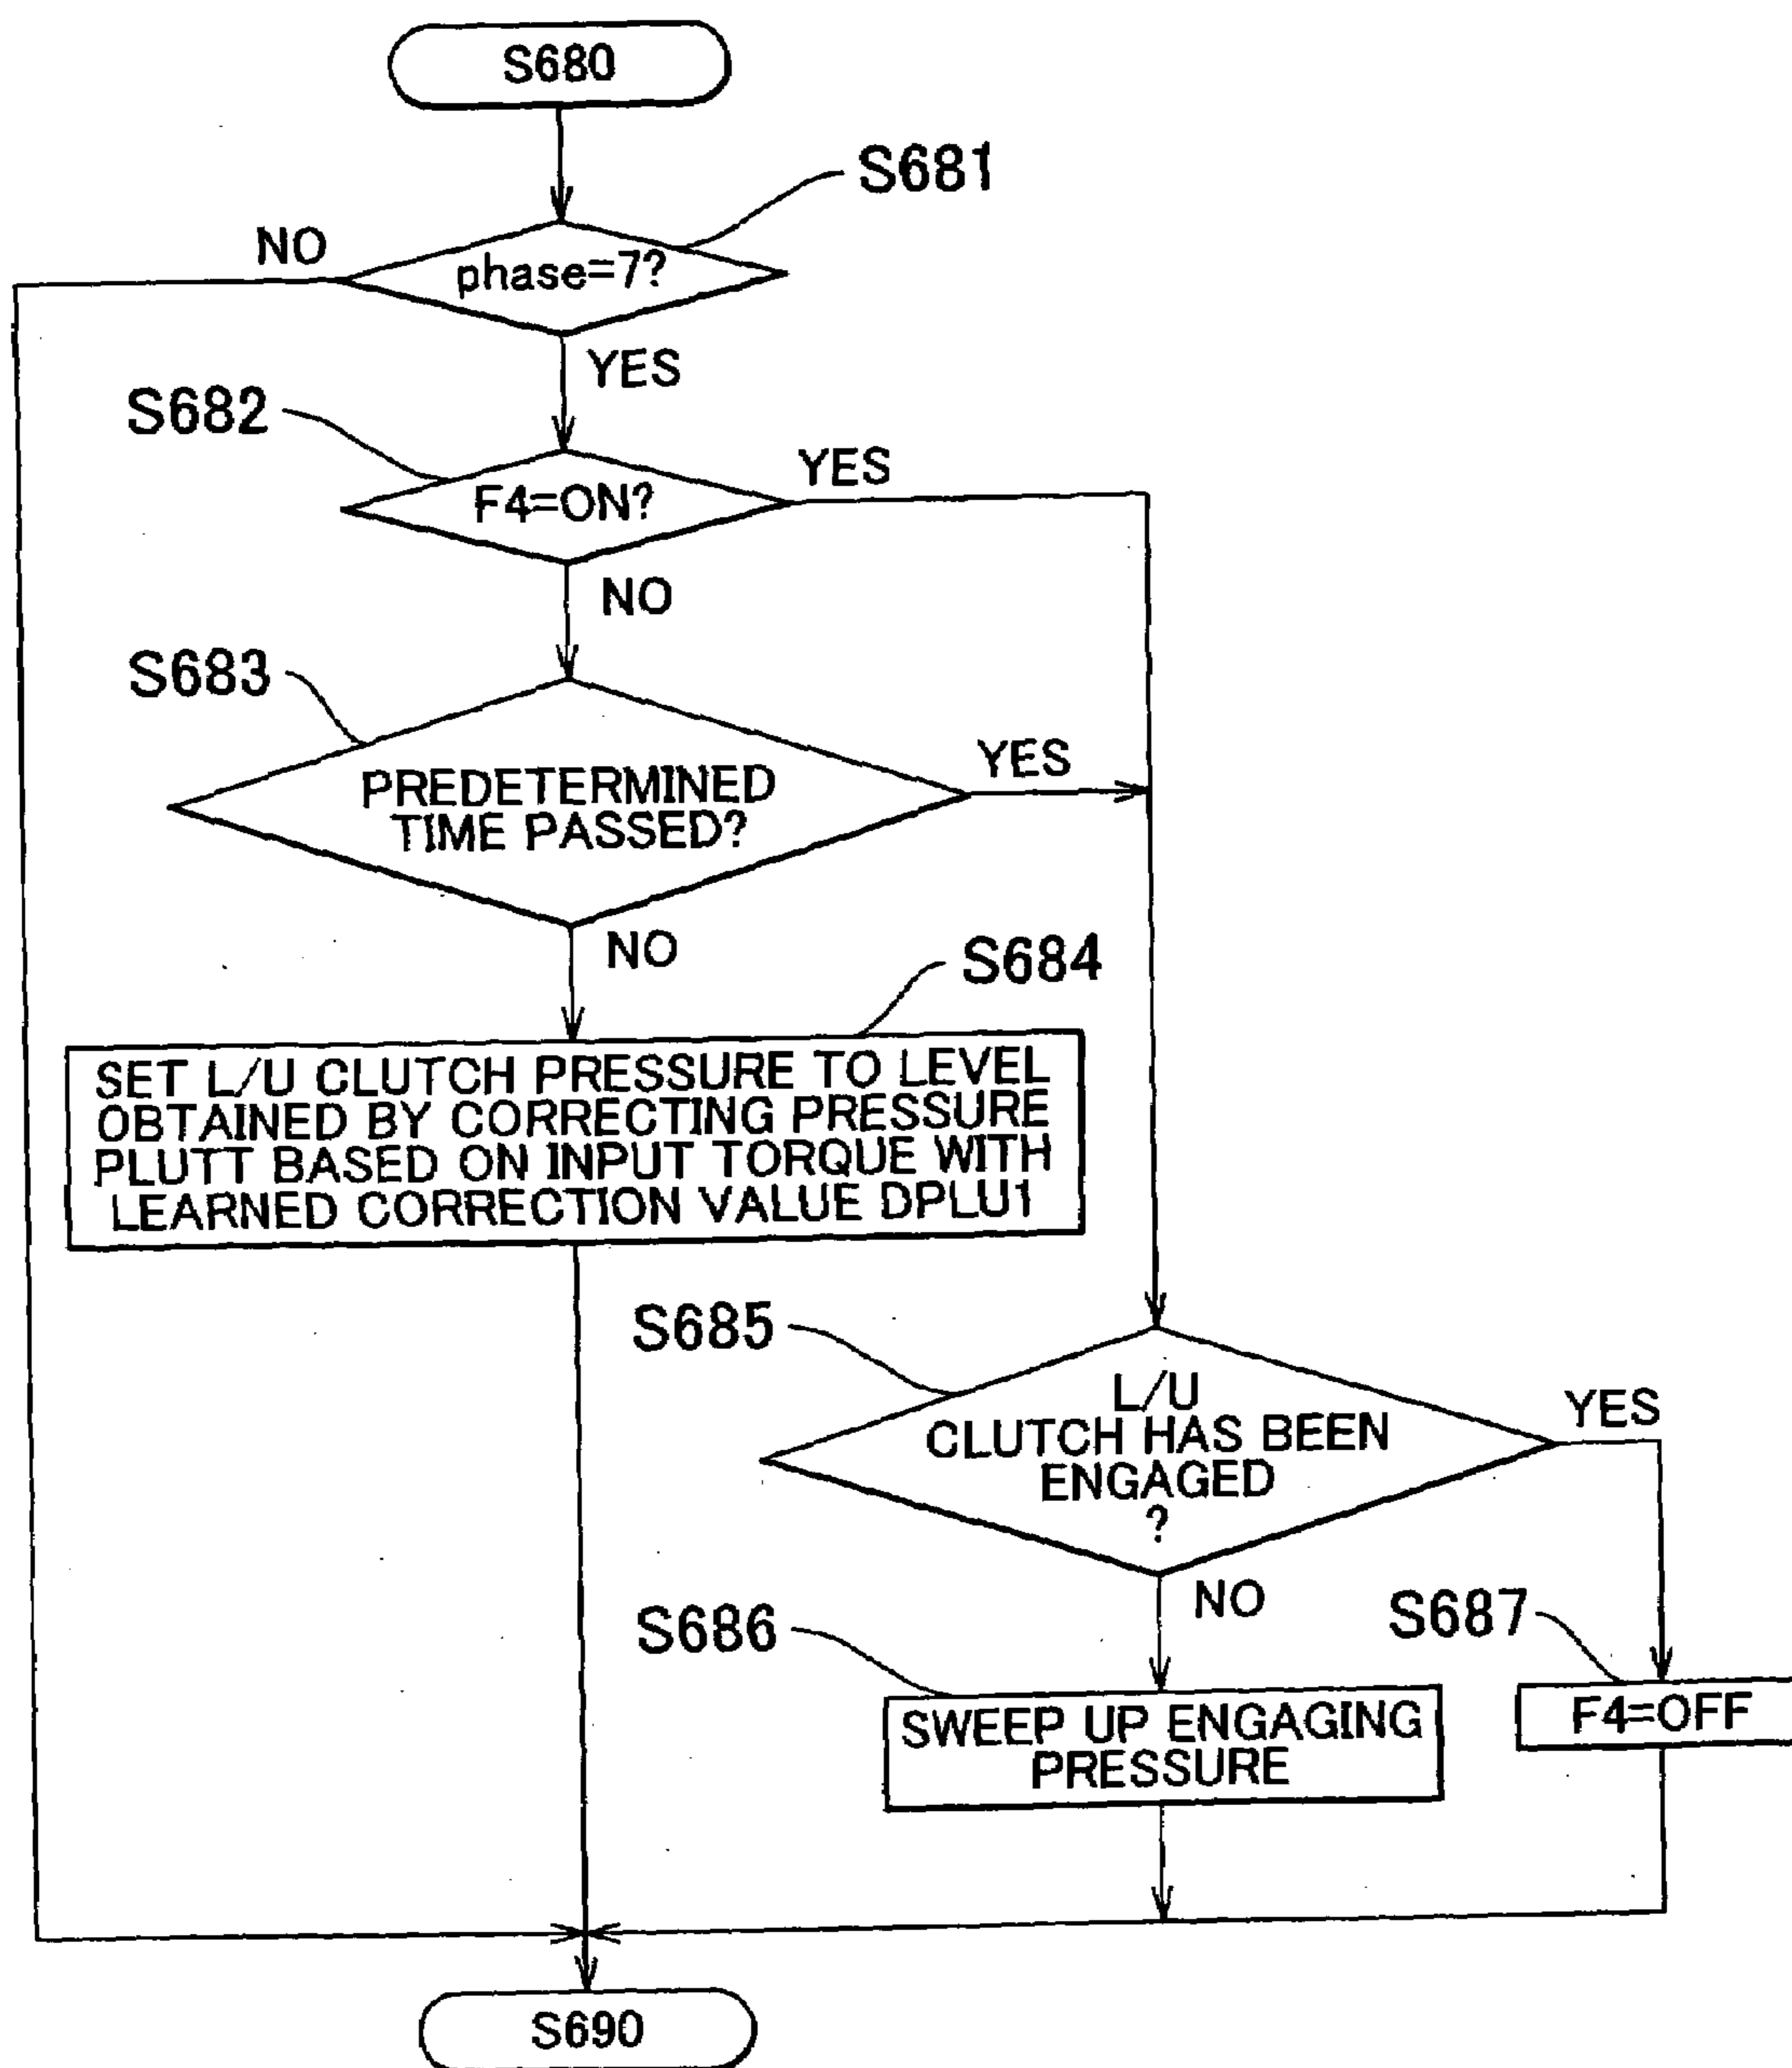 S680
S681
NO
phase=7?
YES
S682
YES
F4=ON?
NO
S683
YES
PREDETERMINED
TIME PASSED?
NO
S684
SET L/U CLUTCH PRESSURE TO LEVEL
OBTAINED BY CORRECTING PRESSURE
PLUTT BASED ON INPUT TORQUE WITH
LEARNED CORRECTION VALUE DPLU1
S685
L/U
CLUTCH HAS BEEN
ENGAGED
?
YES
NO
S686
S687
SWEEP UP ENGAGING
PRESSURE
F4=OFF
S690